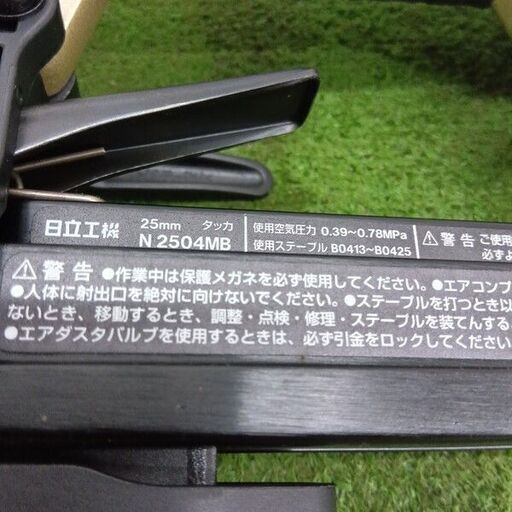 日立工機 25mm タッカ N 2504MB
使用空気圧力 0.39~0.78MPa
使用ステープル B0413~B0425
⚠警告 ご使用
必ずよ
⚠警告 ●作業中は保護メガネを必ず使用してください。 ●エアコンプ
●人体に射出口を絶対に向けないでください。 ●ステープルを打つとき以
ないとき、移動するとき、調整・点検・修理・ステープルを装てんする
●エアダスタバルブを使用するときは、必ず引金をロックしてください。